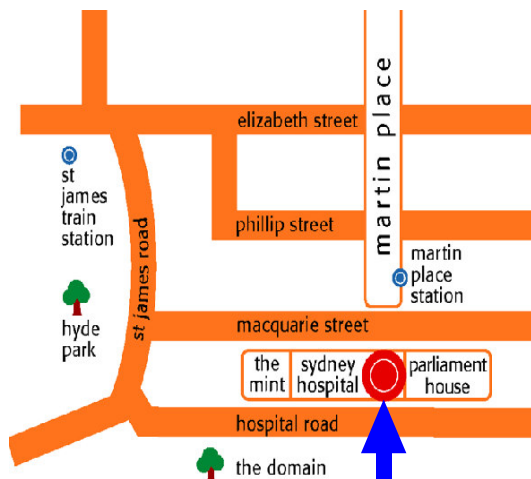 elizabeth street
martin place
st
james
train
station
st james road
phillip street
martin
place
station
hyde
park
macquarie street
the
mint
sydney
hospital
parliament
house
hospital road
the domain